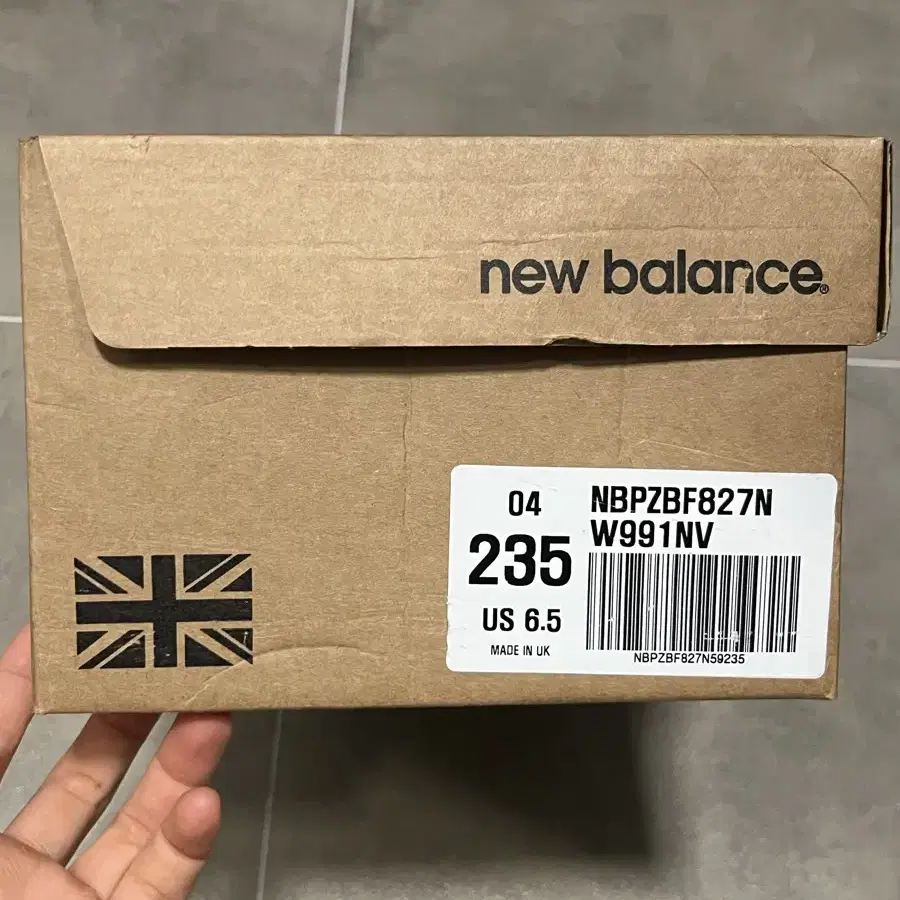 new balance®
04
235
US 6.5
MADE IN UK
NBPZBF827N
W991NV
NBPZBF827N59235